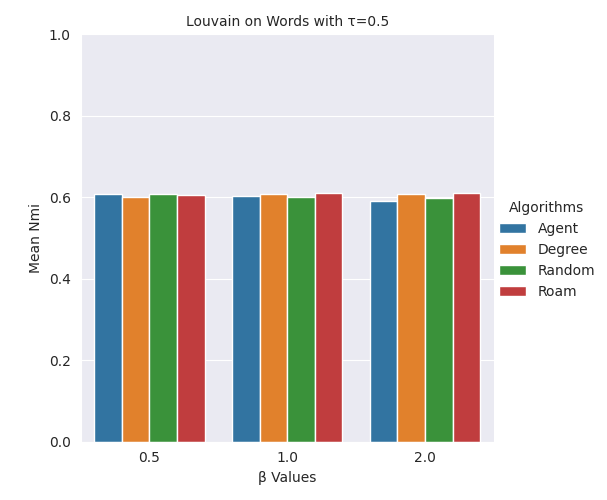 Louvain on Words with τ=0.5
1.0
0.8
0.6
0.4
0.2
0.0
Mean Nmi
0.5 1.0 2.0
β Values
Algorithms
Agent
Degree
Random
Roam